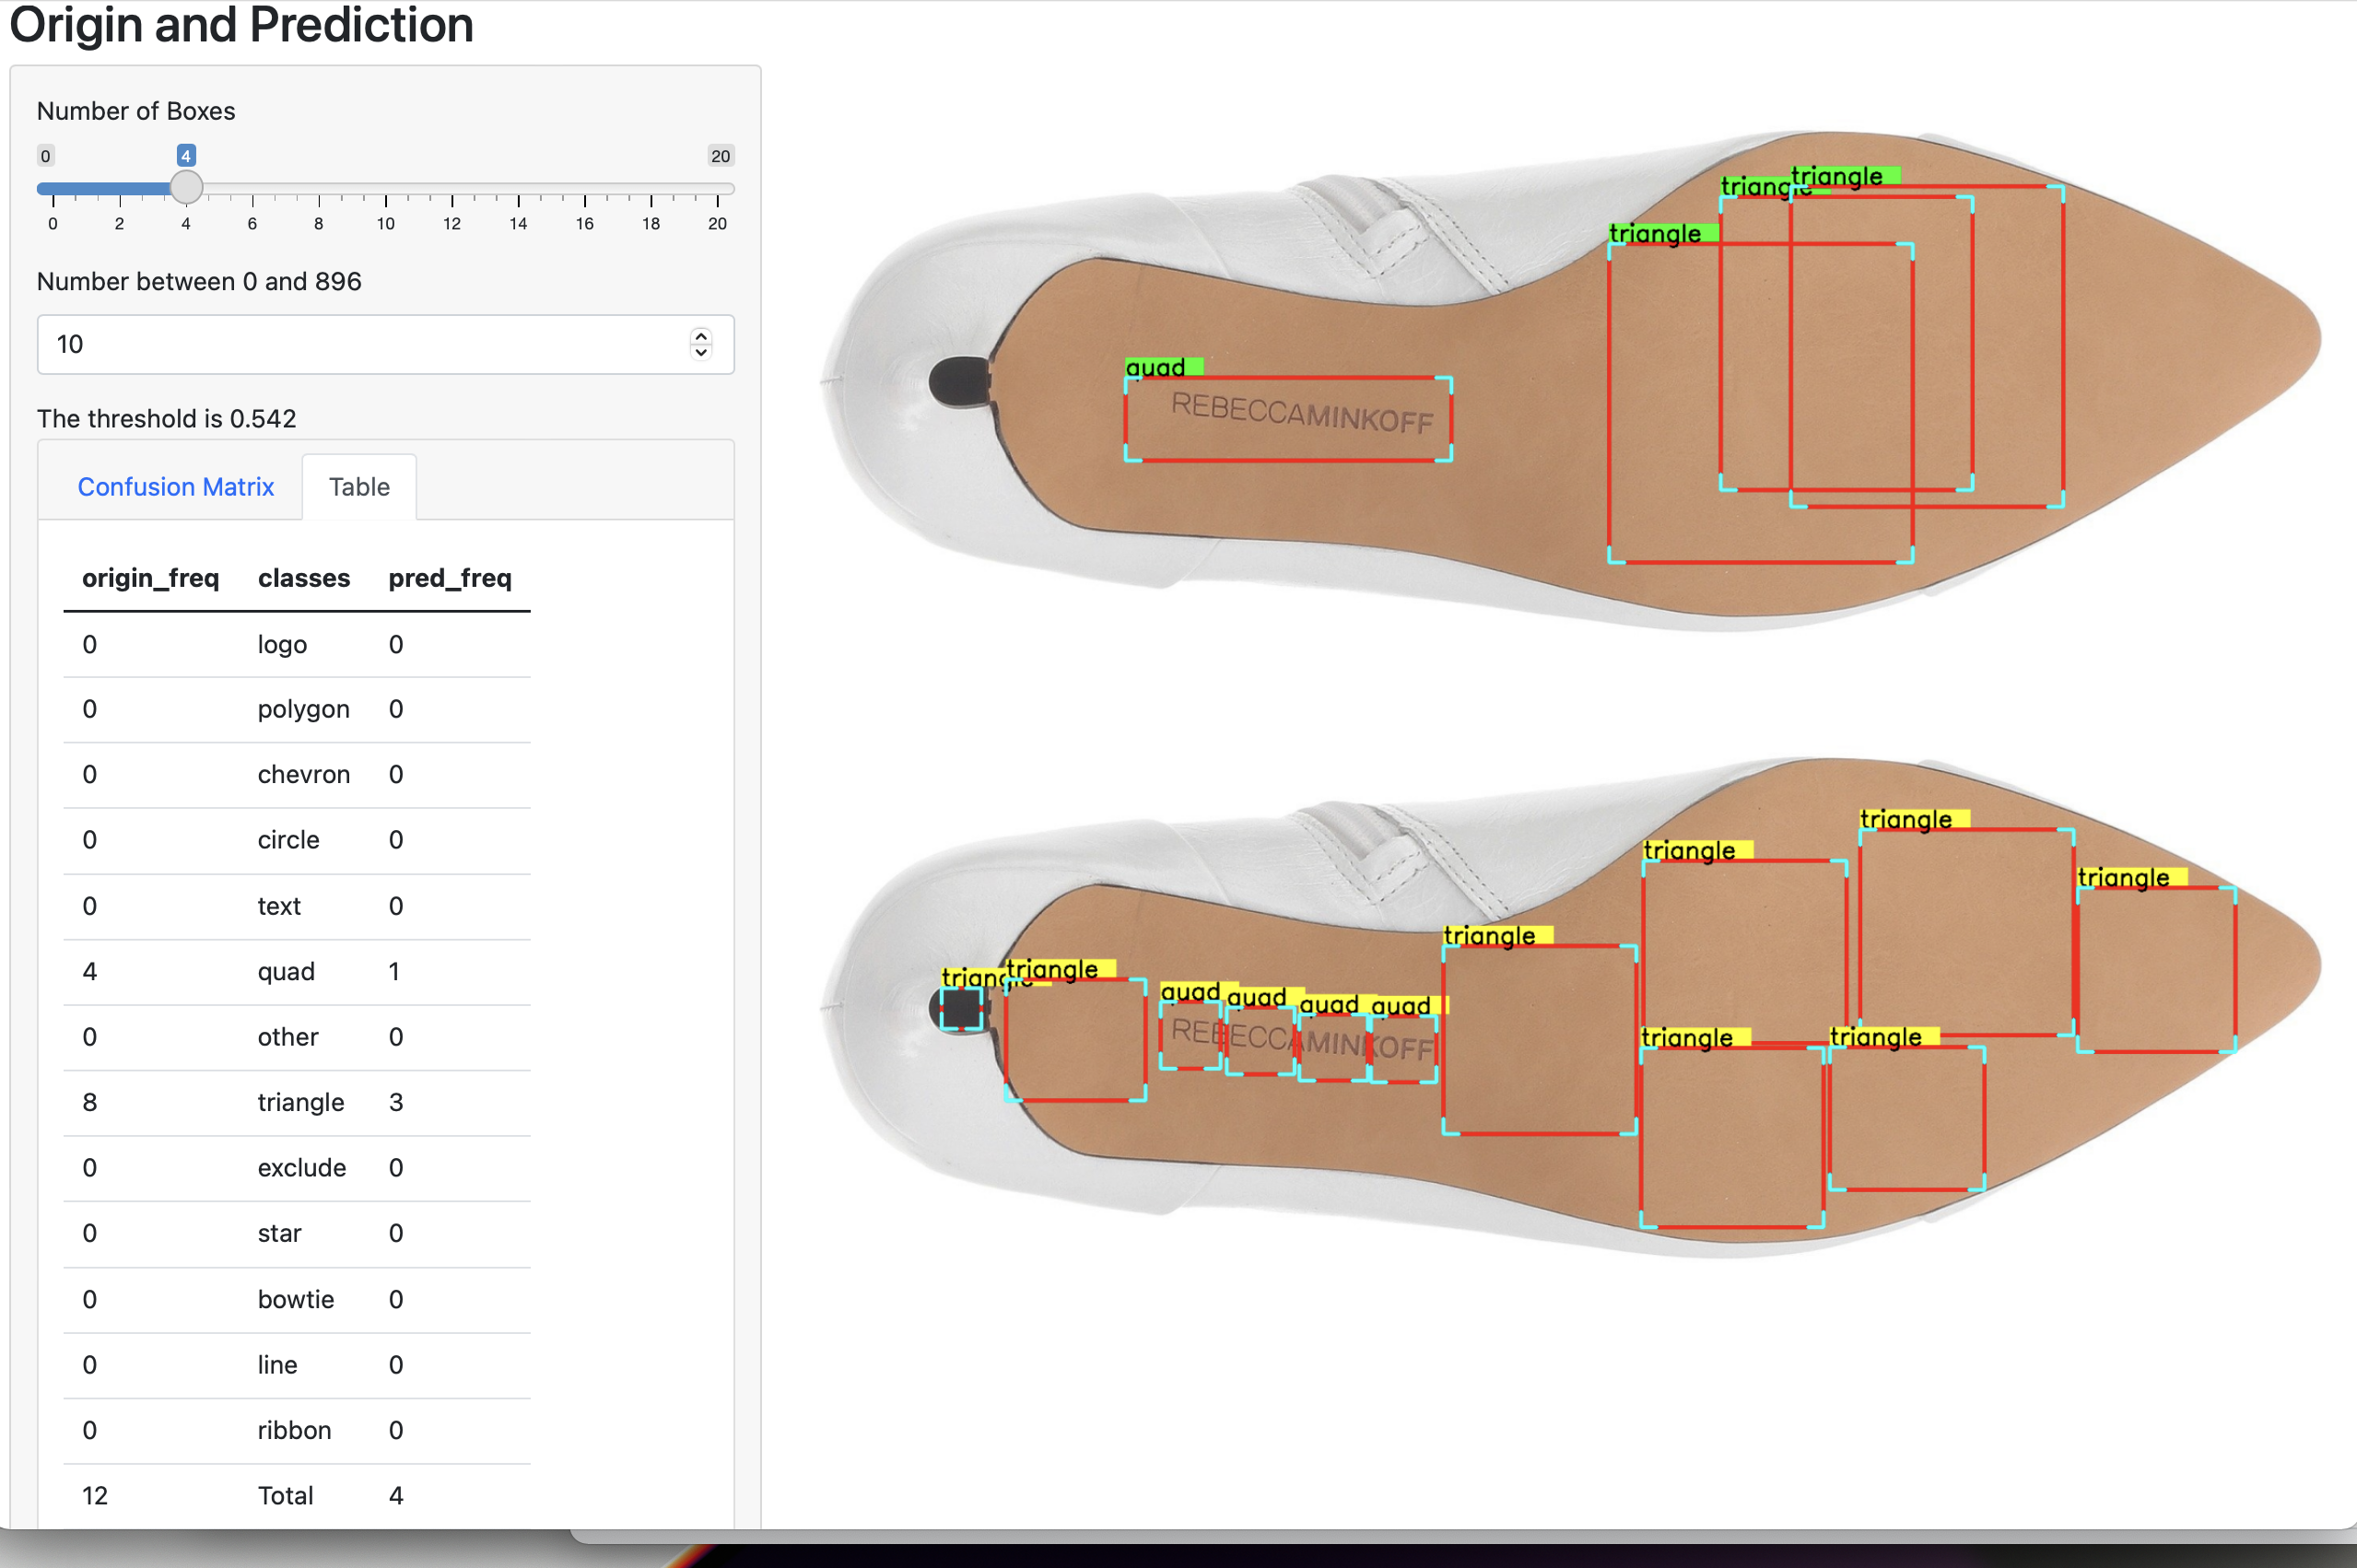 Origin and Prediction
Number of Boxes
0 4 20
0 2 4 6 8 10 12 14 16 18 20
Number between 0 and 896
10
The threshold is 0.542
Confusion Matrix Table
origin_freq classes pred_freq
0 logo 0
0 polygon 0
0 chevron 0
0 circle 0
0 text 0
4 quad 1
0 other 0
8 triangle 3
0 exclude 0
0 star 0
0 bowtie 0
0 line 0
0 ribbon 0
12 Total 4
triangle
triangle
triangle
quad
REBECCAMINKOFF
triangle
triangle
triangle
triangle
triangle
triangle
quad
quad
quad
quad
REBECCAMINKOFF
triangle
triangle